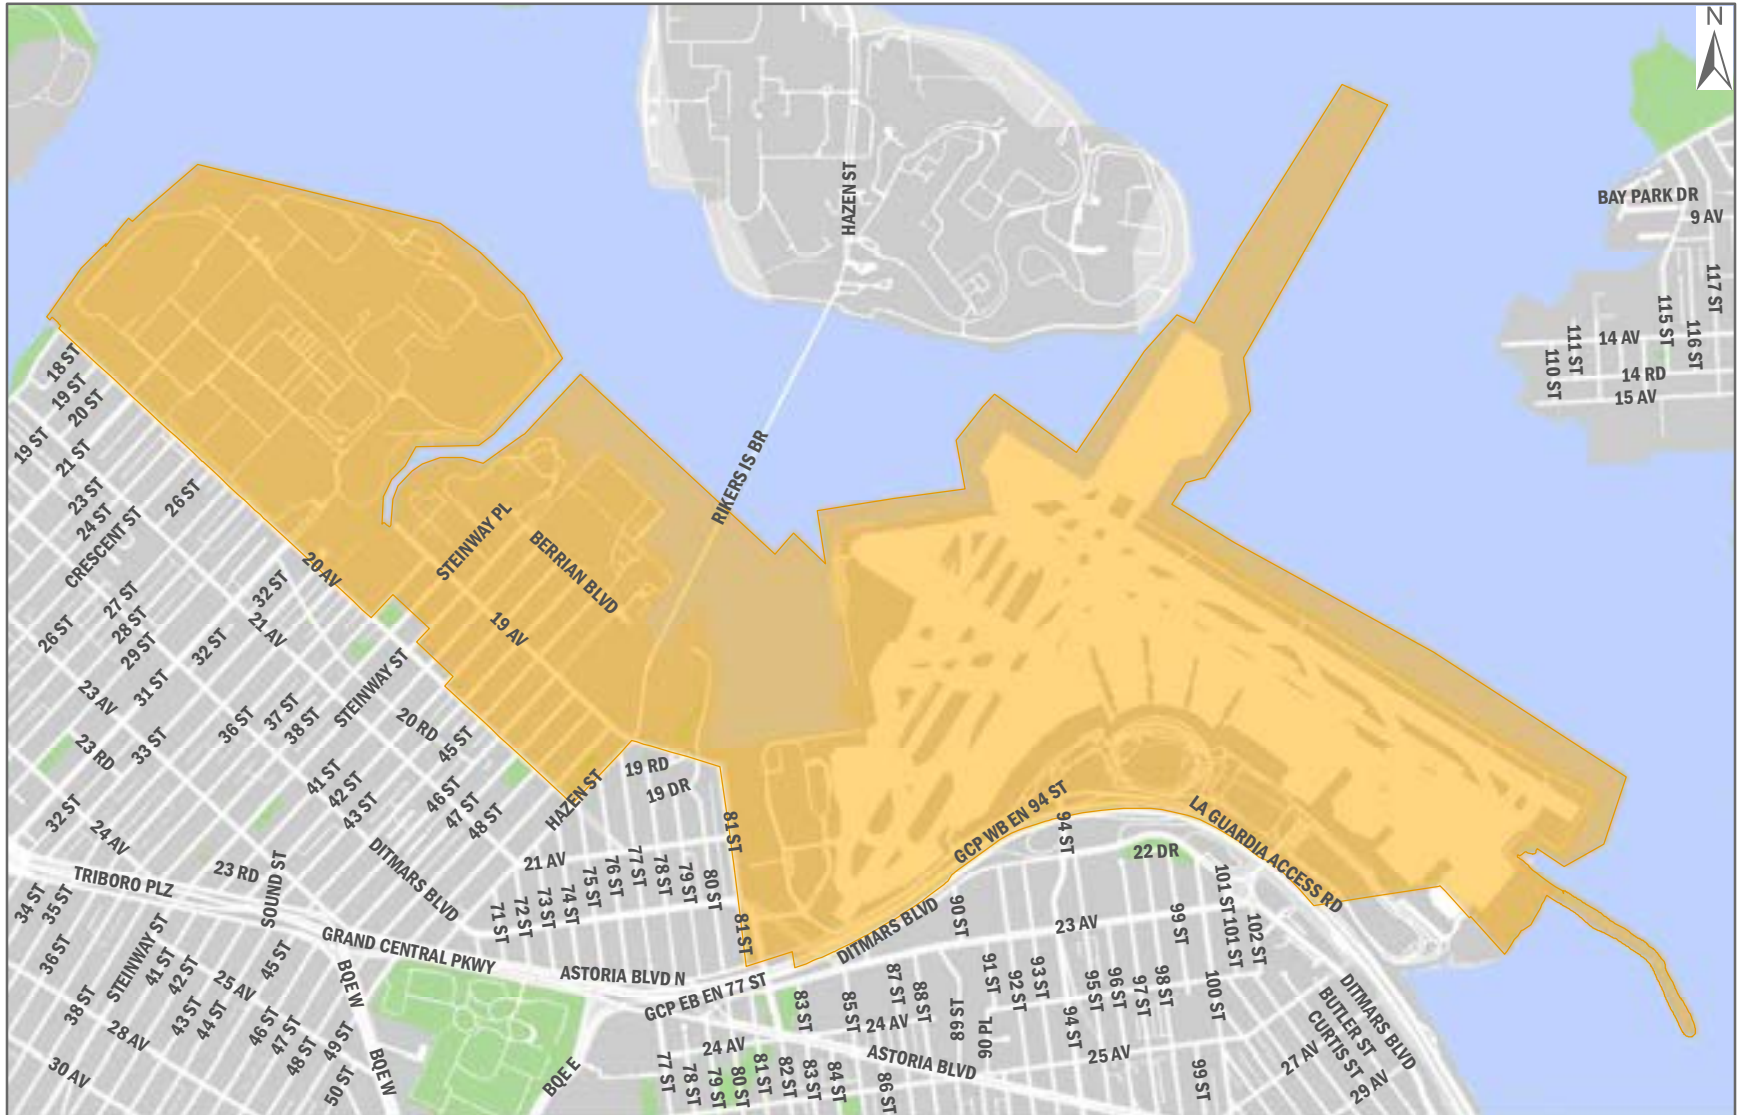 N
BAY PARK DR
9 AV
HAZEN ST
117 ST
115 ST
116 ST
111 ST
110 ST
14 AV
14 RD
15 AV
18 ST
19 ST
20 ST
19 ST
21 ST
23 ST
24 ST
CRESCENT ST
26 ST
RIKERS IS BR
STEINWAY PL
BERRIAN BLVD
20 AV
19 AV
32 ST
21 AV
27 ST
28 ST
29 ST
26 ST
32 ST
31 ST
23 AV
STEINWAY ST
36 ST
37 ST
38 ST
20 RD
45 ST
33 ST
23 RD
41 ST
42 ST
43 ST
46 ST
47 ST
48 ST
HAZEN ST
19 RD
19 DR
81 ST
GCP WB EN 94 ST
94 ST
LA GUARDIA ACCESS RD
22 DR
32 ST
24 AV
23 RD
SOUND ST
DITMARS BLVD
21 AV
71 ST
72 ST
73 ST
74 ST
75 ST
76 ST
77 ST
78 ST
79 ST
80 ST
81 ST
DITMARS BLVD
90 ST
23 AV
99 ST
101 ST
101 ST
102 ST
TRIBORO PLZ
34 ST
35 ST
36 ST
STEINWAY ST
41 ST
42 ST
25 AV
45 ST
GRAND CENTRAL PKWY
BQE W
ASTORIA BLVD N
GCP EB EN 77 ST
83 ST
85 ST
87 ST
88 ST
89 ST
90 PL
91 ST
92 ST
93 ST
94 ST
95 ST
96 ST
97 ST
98 ST
100 ST
DITMARS BLVD
BUTLER ST
CURTIS ST
27 AV
29 AV
38 ST
28 AV
30 AV
43 ST
44 ST
46 ST
47 ST
48 ST
49 ST
50 ST
BQE W
BQE E
24 AV
24 AV
ASTORIA BLVD
25 AV
99 ST
77 ST
78 ST
79 ST
80 ST
81 ST
82 ST
83 ST
84 ST
86 ST